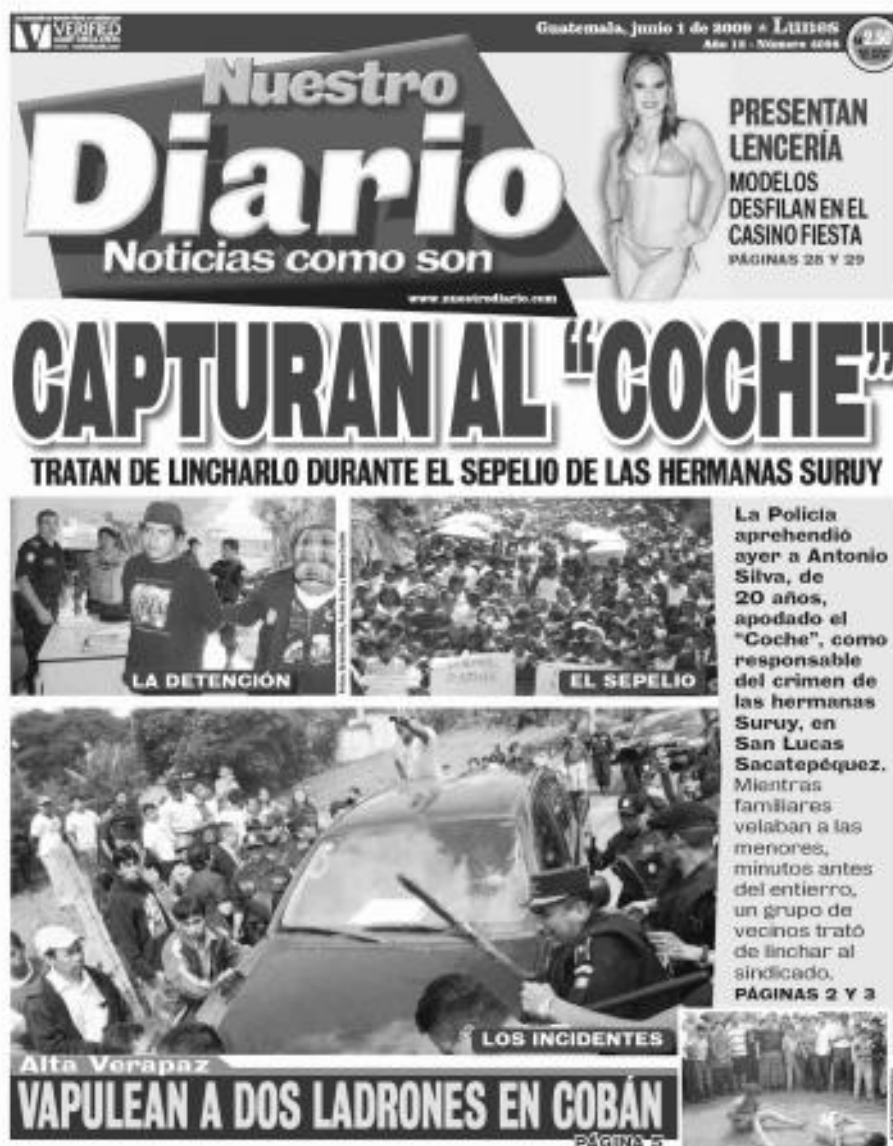 VERIFIED
Guatemala, junio 1 de 2009 * Lunes
Nuestro
Diario
Noticias como son
www.nuestrodiario.com
PRESENTAN
LENCERÍA
MODELOS
DESFILAN EN EL
CASINO FIESTA
PÁGINAS 28 Y 29
CAPTURAN AL "COCHE"
TRATAN DE LINCHARLO DURANTE EL SEPELIO DE LAS HERMANAS SURUY
LA DETENCIÓN
EL SEPELIO
La Policía
aprehendió
ayer a Antonio
Silva, de
20 años,
apodado el
"Coche", como
responsable
del crimen de
las hermanas
Suruy, en
San Lucas
Sacatepéquez.
Mientras
familiares
velaban a las
menores,
minutos antes
del entierro,
un grupo de
vecinos trató
de linchar al
sindicado.
PÁGINAS 2 Y 3
LOS INCIDENTES
Alta Verapaz
VAPULEAN A DOS LADRONES EN COBÁN
PÁGINA 5